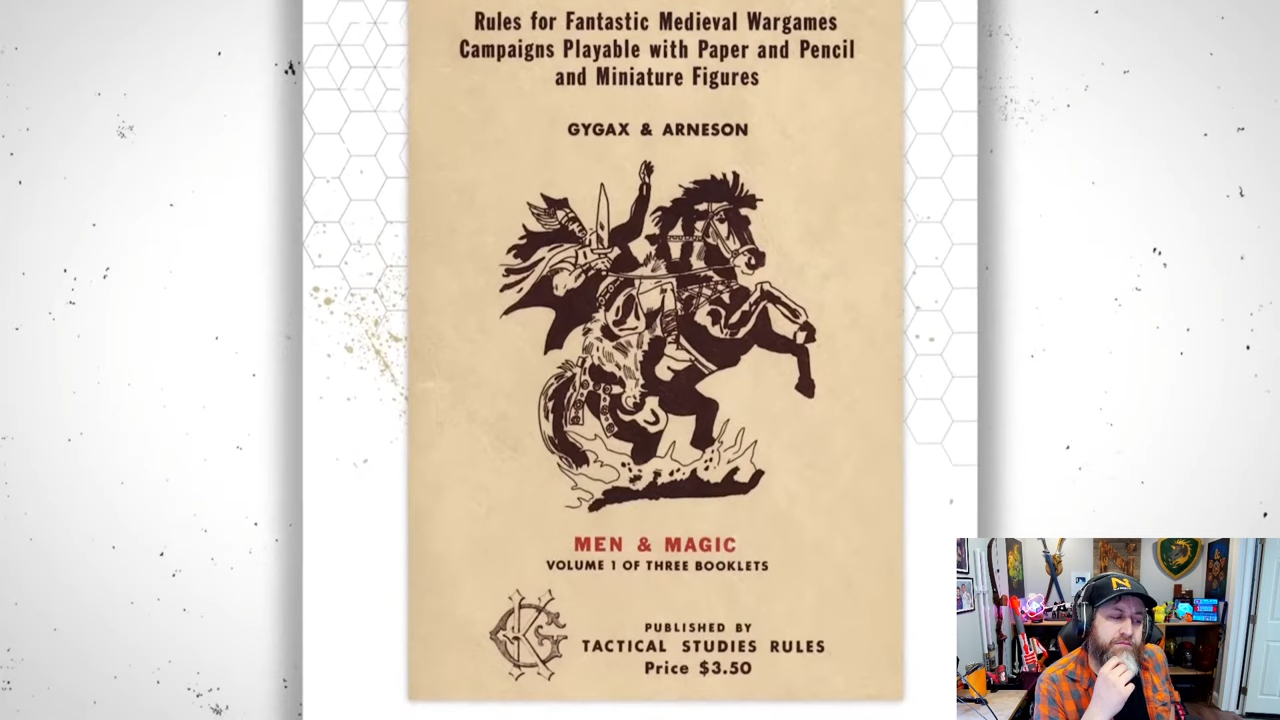 Rules for Fantastic Medieval Wargames
Campaigns Playable with Paper and Pencil
and Miniature Figures
GYGAX & ARNESON
MEN & MAGIC
VOLUME 1 OF THREE BOOKLETS
GK
PUBLISHED BY
TACTICAL STUDIES RULES
Price $3.50
N